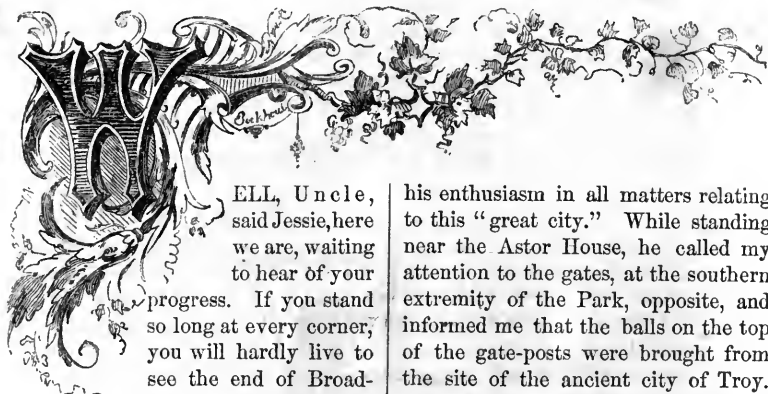 WELL, Uncle,
said Jessie, here
we are, waiting
to hear of your
progress. If you stand
so long at every corner,
you will hardly live to
see the end of Broad-
his enthusiasm in all matters relating
to this “great city.” While standing
near the Astor House, he called my
attention to the gates, at the southern
extremity of the Park, opposite, and
informed me that the balls on the top
of the gate-posts were brought from
the site of the ancient city of Troy.